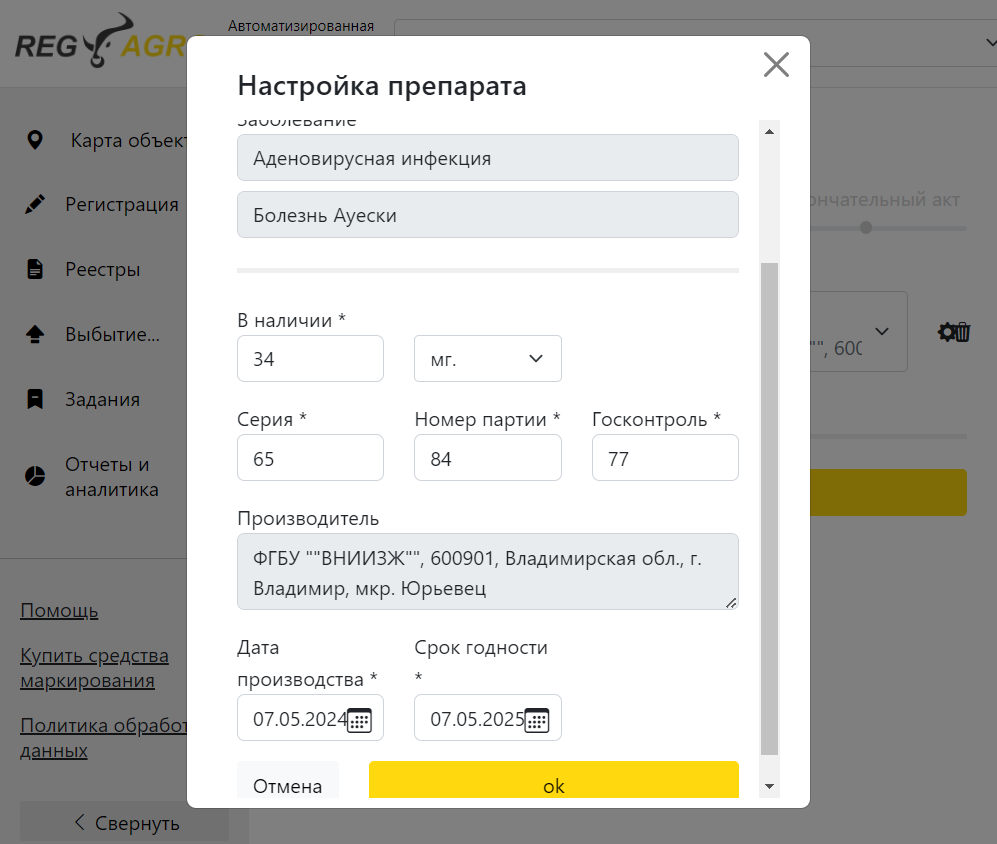 REG AGR
Автоматизированная
Настройка препарата
Карта объект
Заболевание
Аденовирусная инфекция
Регистрация
Болезнь Ауески
ончательный акт
Реестры
В наличии *
Выбытие...
34
мг.
"", 600
Задания
Серия *
Номер партии *
Госконтроль *
65
84
77
Отчеты и
аналитика
Производитель
ФГБУ ""ВНИИЗЖ"", 600901, Владимирская обл., г.
Владимир, мкр. Юрьевец
Помощь
Дата
производства *
Срок годности
*
Купить средства
маркирования
07.05.2024
07.05.2025
Политика обработ
данных
Отмена
ok
Свернуть